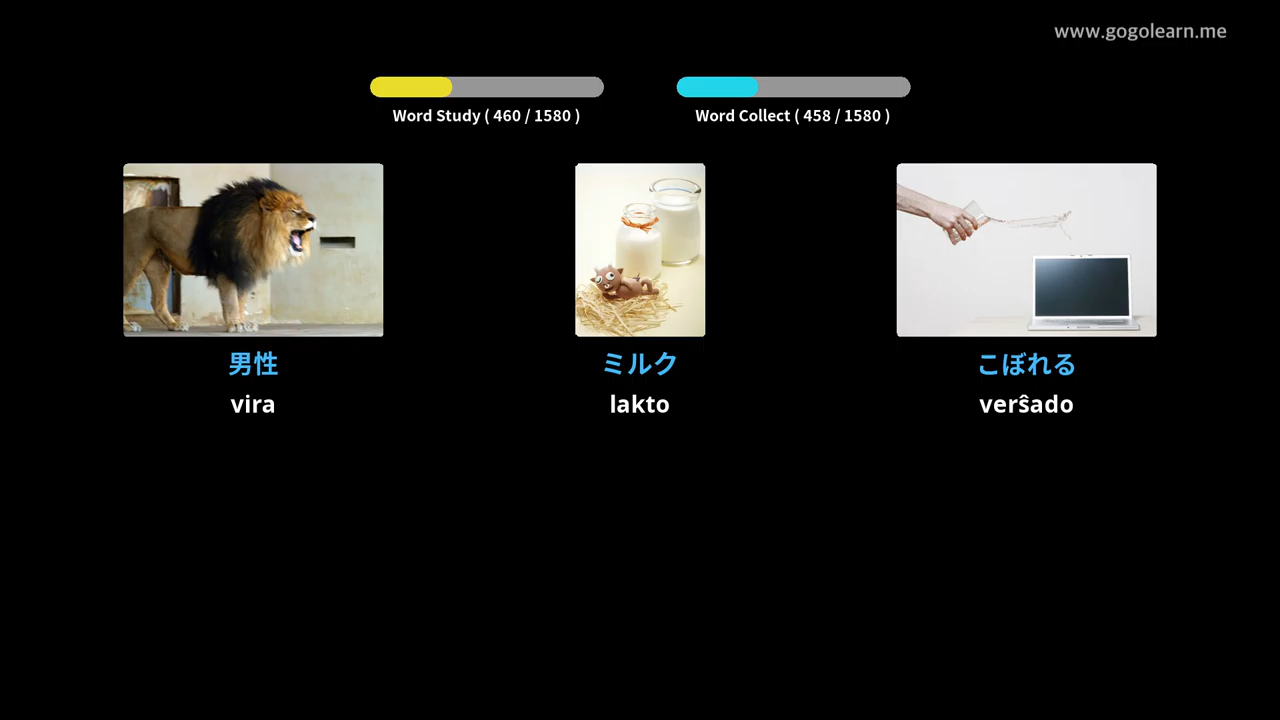 www.gogolearn.me
Word Study ( 460 / 1580 )
Word Collect ( 458 / 1580 )
男性
ミルク
こぼれる
vira
lakto
verŝado